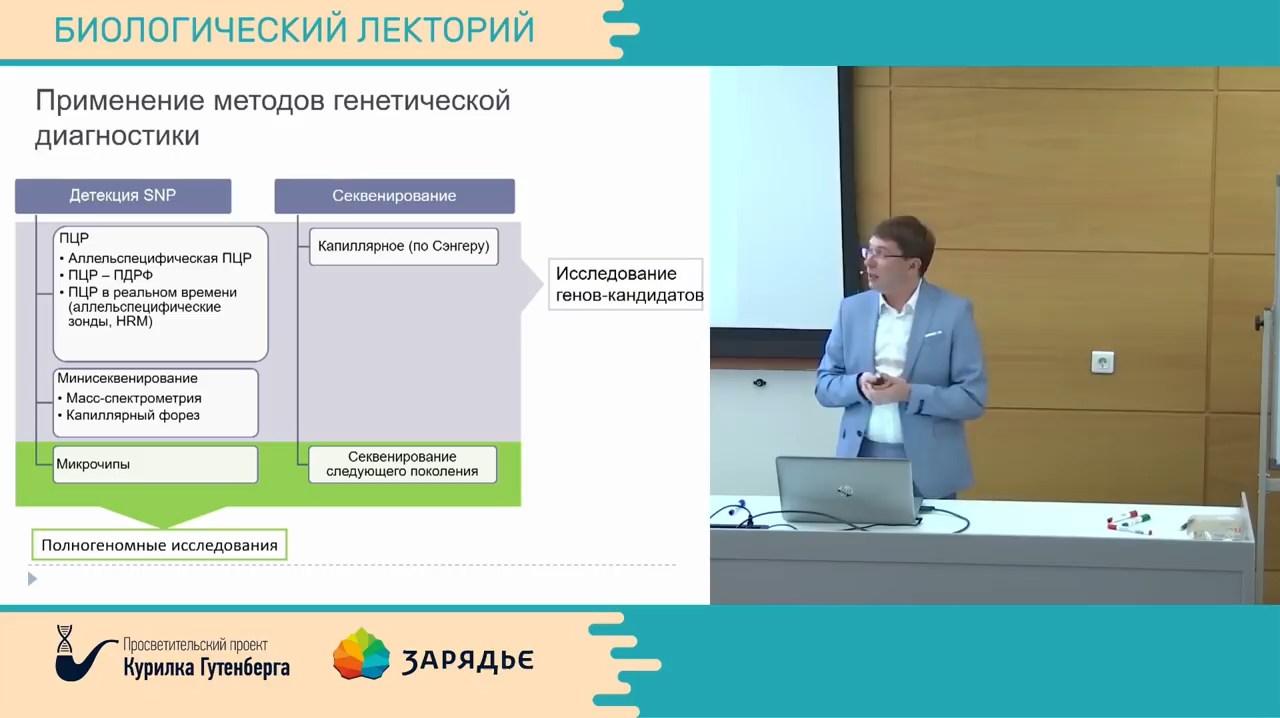 БИОЛОГИЧЕСКИЙ ЛЕКТОРИЙ
Применение методов генетической
диагностики
Детекция SNP
ПЦР
• Аллельспецифическая ПЦР
• ПЦР – ПДРФ
• ПЦР в реальном времени
(аллельспецифические
зонды, HRM)
Минисеквенирование
• Масс-спектрометрия
• Капиллярный форез
Микрочипы
Секвенирование
Капиллярное (по Сэнгеру)
Секвенирование
следующего поколения
Исследование
генов-кандидатов
Полногеномные исследования
Просветительский проект
Курилка Гутенберга
ЗАРЯДЬЕ
hp